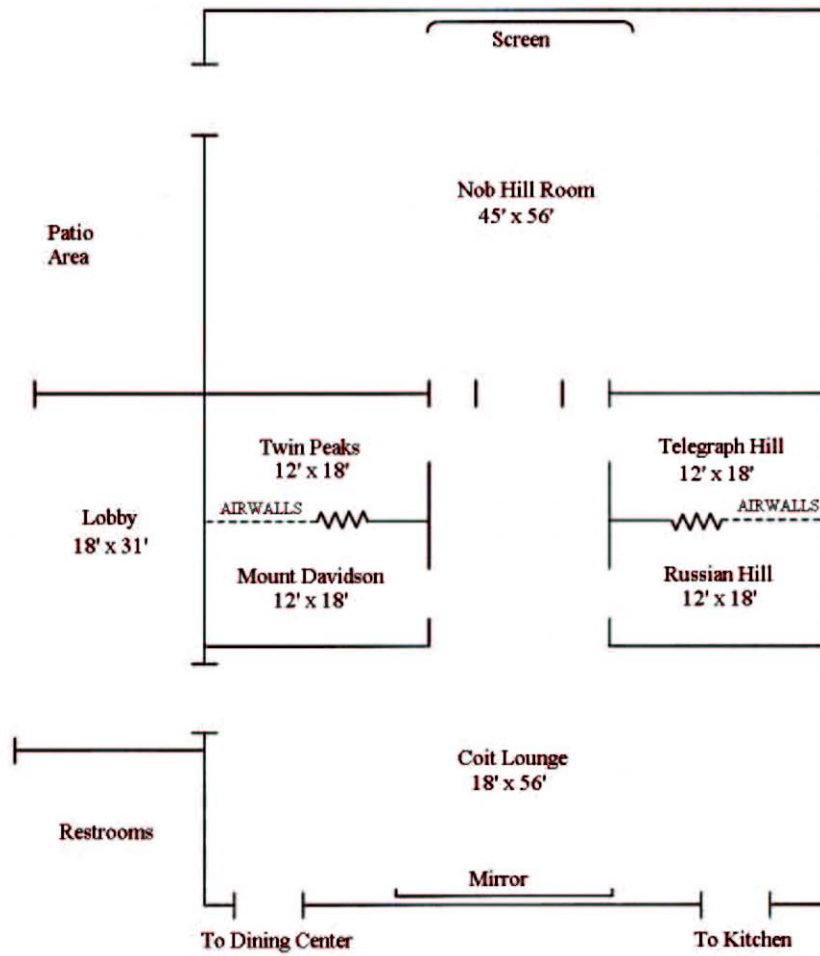 Screen
Nob Hill Room
45' x 56'
Patio
Area
Twin Peaks
12' x 18'
Telegraph Hill
12' x 18'
AIRWALLS
AIRWALLS
Lobby
18' x 31'
Mount Davidson
12' x 18'
Russian Hill
12' x 18'
Coit Lounge
18' x 56'
Restrooms
Mirror
To Dining Center
To Kitchen